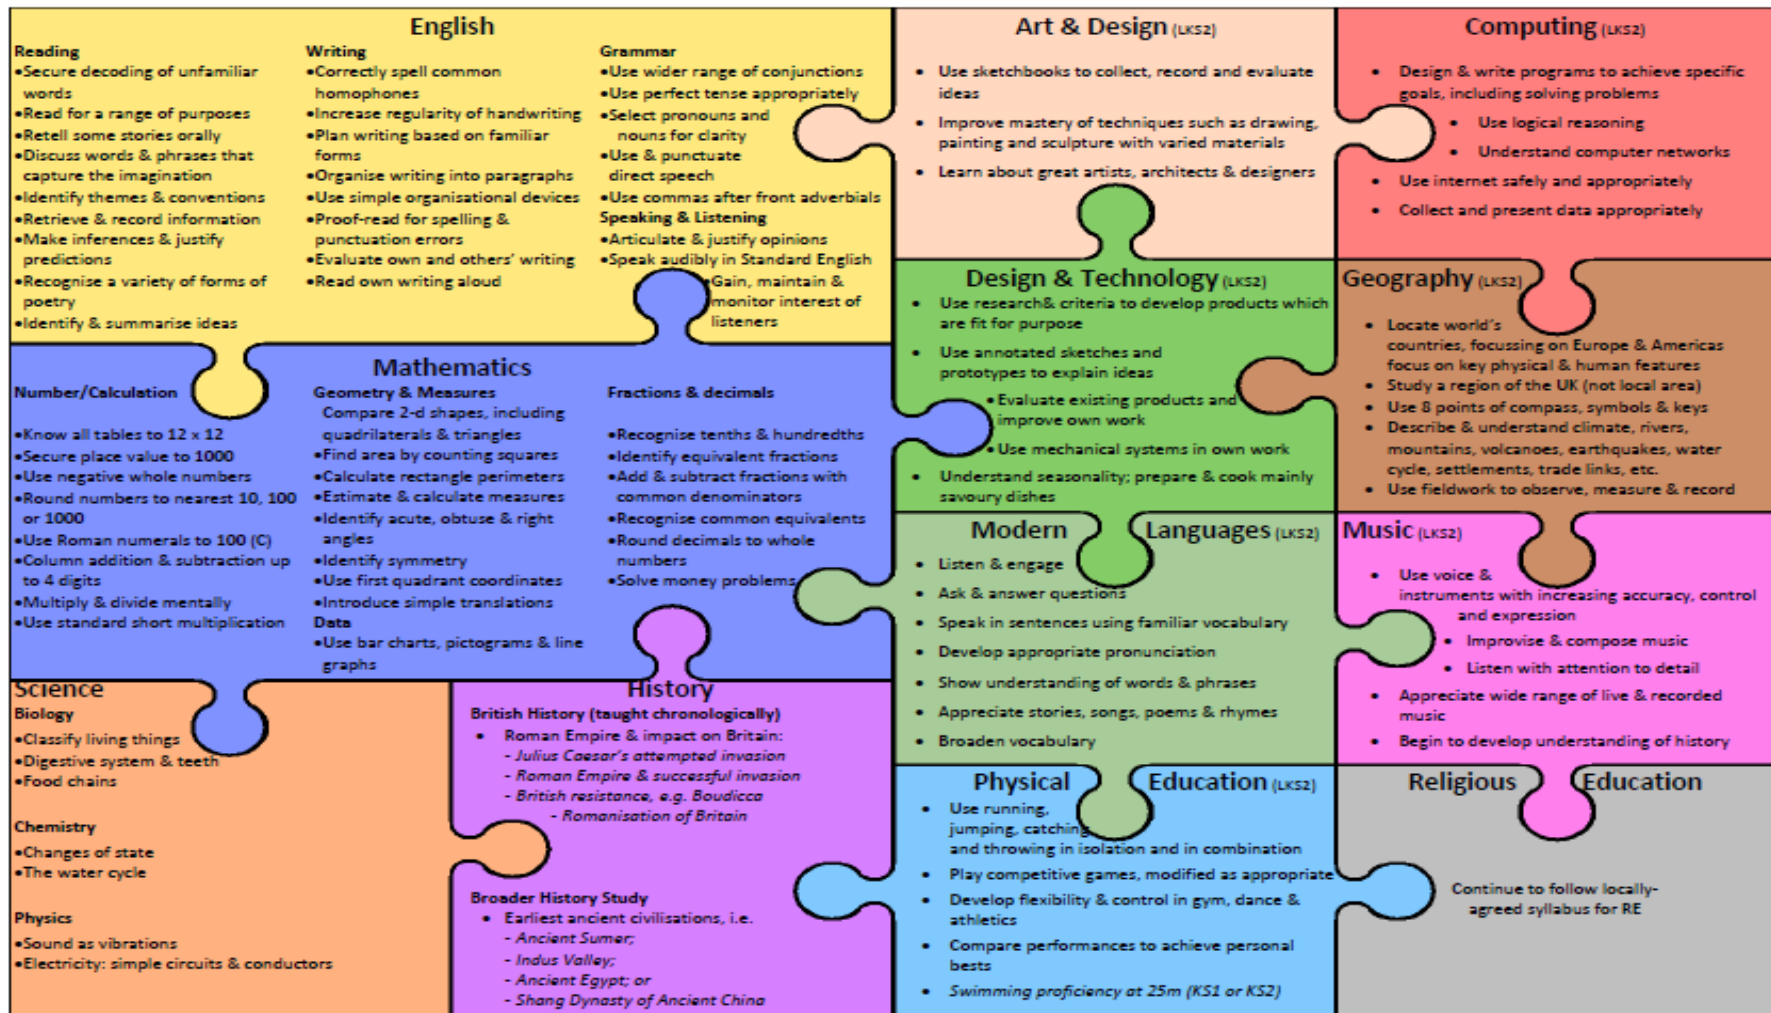 English
Reading
•Secure decoding of unfamiliar
words
•Read for a range of purposes
•Retell some stories orally
•Discuss words & phrases that
capture the imagination
•Identify themes & conventions
•Retrieve & record information
•Make inferences & justify
predictions
•Recognise a variety of forms of
poetry
•Identify & summarise ideas
Writing
•Correctly spell common
homophones
•Increase regularity of handwriting
•Plan writing based on familiar
forms
•Organise writing into paragraphs
•Use simple organisational devices
•Proof-read for spelling &
punctuation errors
•Evaluate own and others' writing
•Read own writing aloud
Grammar
•Use wider range of conjunctions
•Use perfect tense appropriately
•Select pronouns and
nouns for clarity
•Use & punctuate
direct speech
•Use commas after front adverbials
Speaking & Listening
•Articulate & justify opinions
•Speak audibly in Standard English
•Gain, maintain &
monitor interest of
listeners
Art & Design (LKS2)
• Use sketchbooks to collect, record and evaluate
ideas
• Improve mastery of techniques such as drawing,
painting and sculpture with varied materials
• Learn about great artists, architects & designers
Computing (LKS2)
• Design & write programs to achieve specific
goals, including solving problems
• Use logical reasoning
• Understand computer networks
• Use internet safely and appropriately
• Collect and present data appropriately
Mathematics
Number/Calculation
•Know all tables to 12 x 12
•Secure place value to 1000
•Use negative whole numbers
•Round numbers to nearest 10, 100
or 1000
•Use Roman numerals to 100 (C)
•Column addition & subtraction up
to 4 digits
•Multiply & divide mentally
•Use standard short multiplication
Geometry & Measures
Compare 2-d shapes, including
quadrilaterals & triangles
•Find area by counting squares
•Calculate rectangle perimeters
•Estimate & calculate measures
•Identify acute, obtuse & right
angles
•Identify symmetry
•Use first quadrant coordinates
•Introduce simple translations
Data
•Use bar charts, pictograms & line
graphs
Fractions & decimals
•Recognise tenths & hundredths
•Identify equivalent fractions
•Add & subtract fractions with
common denominators
•Recognise common equivalents
•Round decimals to whole
numbers
•Solve money problems
Design & Technology (LKS2)
• Use research& criteria to develop products which
are fit for purpose
• Use annotated sketches and
prototypes to explain ideas
•Evaluate existing products and
improve own work
•Use mechanical systems in own work
• Understand seasonality; prepare & cook mainly
savoury dishes
Geography (LKS2)
• Locate world's
countries, focussing on Europe & Americas
focus on key physical & human features
• Study a region of the UK (not local area)
• Use 8 points of compass, symbols & keys
• Describe & understand climate, rivers,
mountains, volcanoes, earthquakes, water
cycle, settlements, trade links, etc.
• Use fieldwork to observe, measure & record
Modern Languages (LKS2)
• Listen & engage
• Ask & answer questions
• Speak in sentences using familiar vocabulary
• Develop appropriate pronunciation
• Show understanding of words & phrases
• Appreciate stories, songs, poems & rhymes
• Broaden vocabulary
Music (LKS2)
• Use voice &
instruments with increasing accuracy, control
and expression
• Improvise & compose music
• Listen with attention to detail
• Appreciate wide range of live & recorded
music
• Begin to develop understanding of history
Science
Biology
•Classify living things
•Digestive system & teeth
•Food chains
Chemistry
•Changes of state
•The water cycle
Physics
•Sound as vibrations
•Electricity: simple circuits & conductors
History
British History (taught chronologically)
• Roman Empire & impact on Britain:
- Julius Caesar's attempted invasion
- Roman Empire & successful invasion
- British resistance, e.g. Boudicca
- Romanisation of Britain
Broader History Study
• Earliest ancient civilisations, i.e.
- Ancient Sumer;
- Indus Valley;
- Ancient Egypt; or
- Shang Dynasty of Ancient China
Physical Education (LKS2)
• Use running,
jumping, catching
and throwing in isolation and in combination
• Play competitive games, modified as appropriate
• Develop flexibility & control in gym, dance &
athletics
• Compare performances to achieve personal
bests
• Swimming proficiency at 25m (KS1 or KS2)
Religious Education
Continue to follow locally-
agreed syllabus for RE